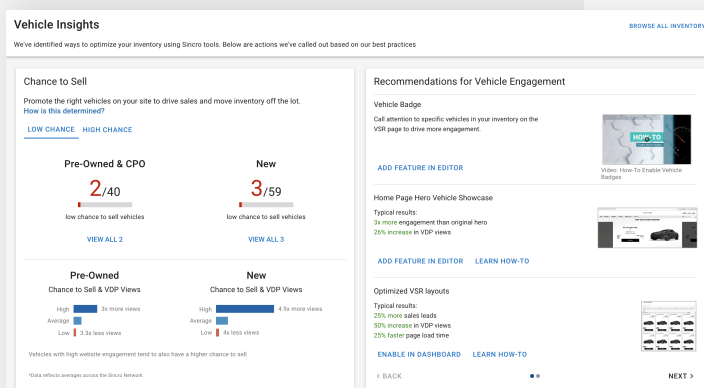 Vehicle Insights
BROWSE ALL INVENTORY
We've identified ways to optimize your inventory using Sincro tools. Below are actions we've called out based on our best practices
Chance to Sell
Promote the right vehicles on your site to drive sales and move inventory off the lot.
How is this determined?
LOW CHANCE HIGH CHANCE
Pre-Owned & CPO
2/40
low chance to sell vehicles
VIEW ALL 2
New
3/59
low chance to sell vehicles
VIEW ALL 3
Pre-Owned
Chance to Sell & VDP Views
High 3x more views
Average
Low 3.3x less views
New
Chance to Sell & VDP Views
High 4.9x more views
Average
Low 4x less views
Vehicles with high website engagement tend to also have a higher chance to sell
*Data reflects averages across the Sincro Network
Recommendations for Vehicle Engagement
Vehicle Badge
Call attention to specific vehicles in your inventory on the
VSR page to drive more engagement.
ADD FEATURE IN EDITOR
HOW-TO
Video: How-To Enable Vehicle
Badges
Home Page Hero Vehicle Showcase
Typical results:
3x more engagement than original hero
26% increase in VDP views
ADD FEATURE IN EDITOR LEARN HOW-TO
Optimized VSR layouts
Typical results:
25% more sales leads
50% increase in VDP views
25% faster page load time
ENABLE IN DASHBOARD LEARN HOW-TO
< BACK
NEXT >